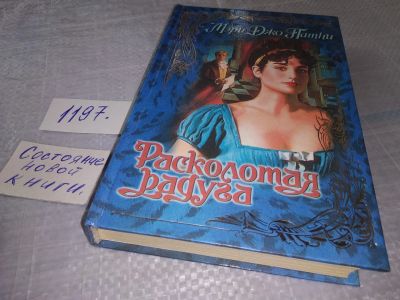 Мэри Джо Патни
Расколотая
радуга
1197.
Состояние
новой
книги.